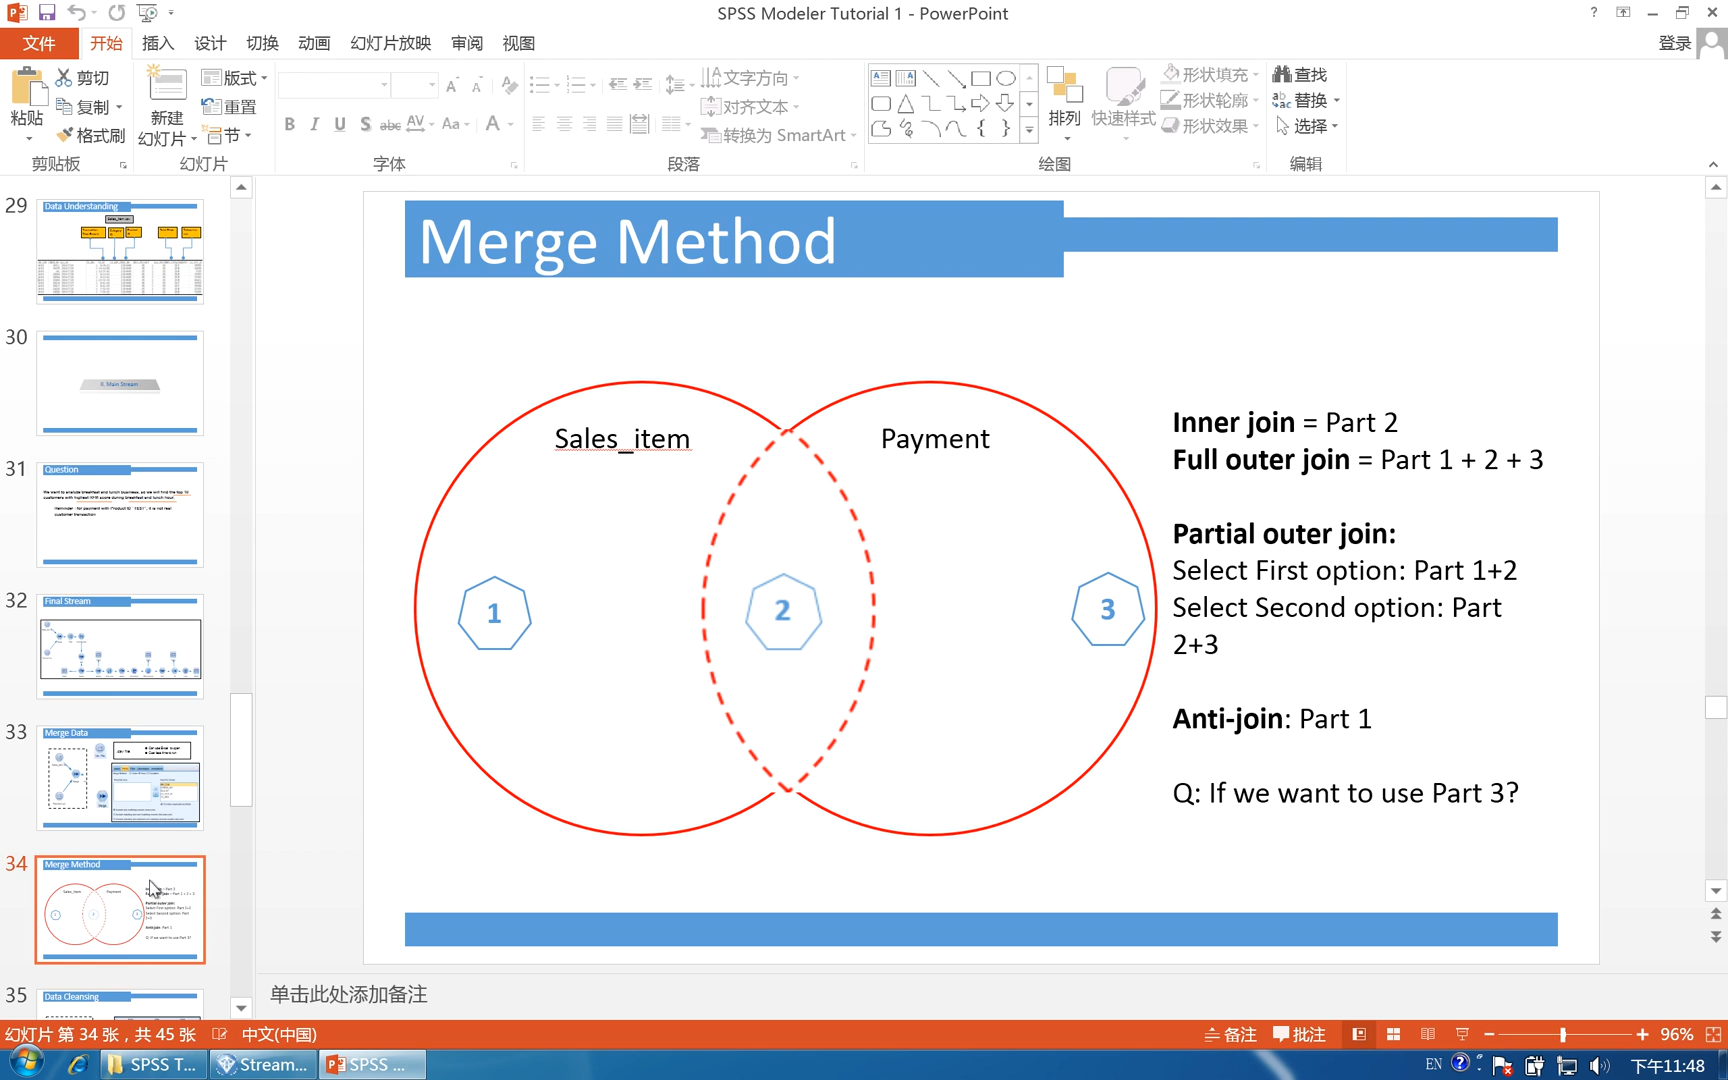 SPSS Modeler Tutorial 1 - PowerPoint
文件
开始
插入
设计
切换
动画
幻灯片放映
审阅
视图
登录
粘贴
剪切
复制
格式刷
剪贴板
新建
幻灯片
版式
重置
节
幻灯片
B I U S abc AV Aa A
字体
文字方向
对齐文本
转换为 SmartArt
段落
排列
快速样式
形状填充
形状轮廓
形状效果
绘图
查找
替换
选择
编辑
29
Data Understanding
30
II. Main Stream
31
Question
32
Final Stream
33
Merge Data
34
Merge Method
35
Data Cleansing
Merge Method
Sales_item
Payment
1
2
3
Inner join = Part 2
Full outer join = Part 1 + 2 + 3
Partial outer join:
Select First option: Part 1+2
Select Second option: Part
2+3
Anti-join: Part 1
Q: If we want to use Part 3?
单击此处添加备注
幻灯片 第 34 张，共 45 张
中文(中国)
备注
批注
96%
SPSS T...
Stream...
SPSS ...
EN
下午11:48